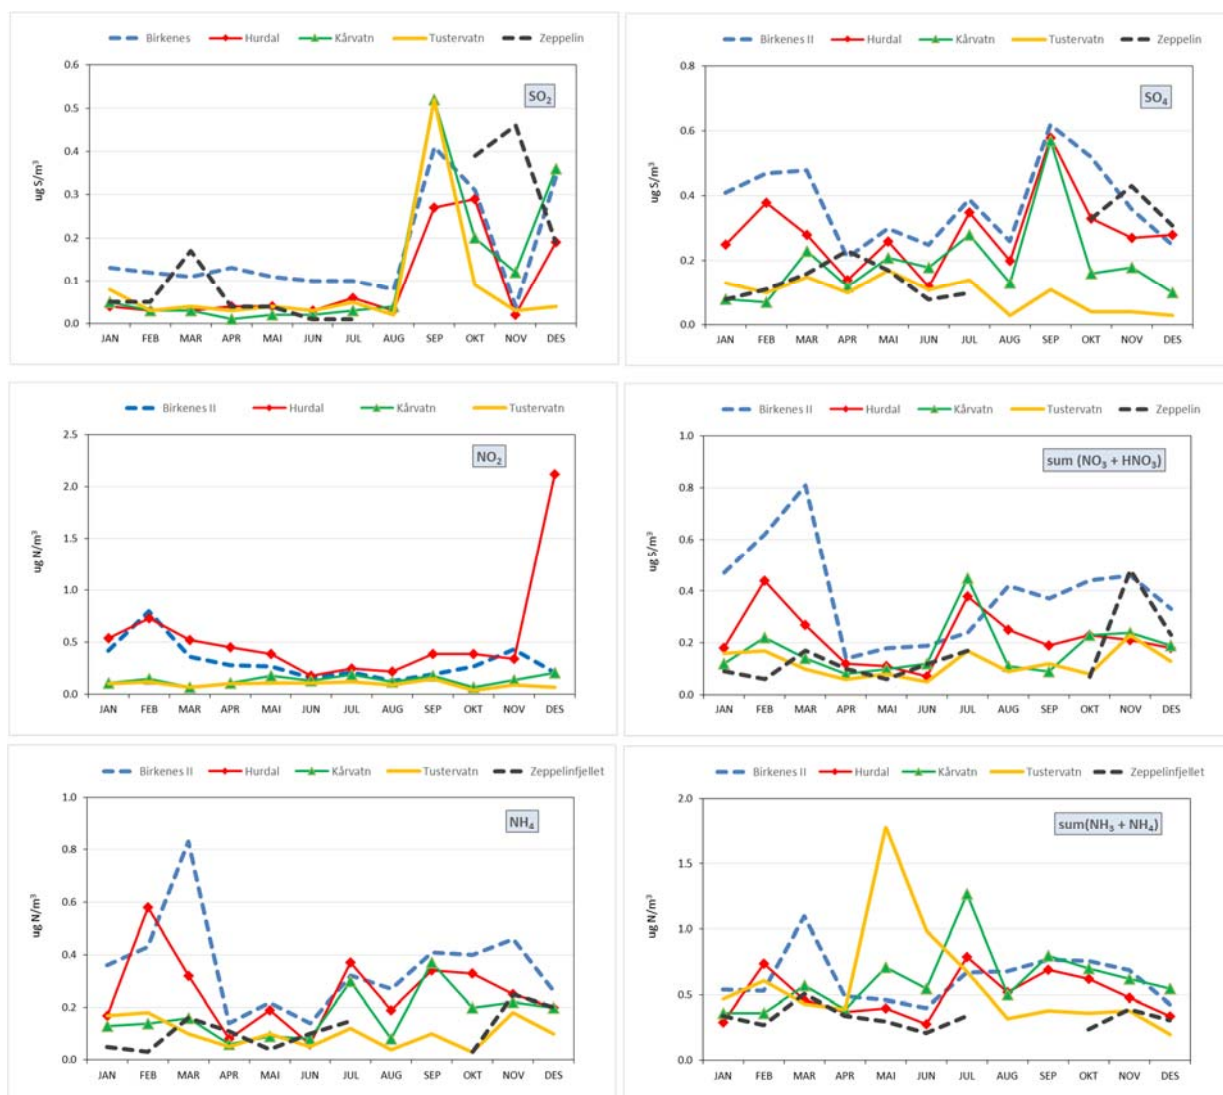 Birkenes Hurdal Kårvatn Tustervatn Zeppelin
0.6
0.5
0.4
0.3
0.2
0.1
0.0
ug S/m³
SO₂
JAN FEB MAR APR MAI JUN JUL AUG SEP OKT NOV DES
Birkenes II Hurdal Kårvatn Tustervatn Zeppelin
0.8
0.6
0.4
0.2
0.0
ug S/m³
SO₄
JAN FEB MAR APR MAI JUN JUL AUG SEP OKT NOV DES
Birkenes II Hurdal Kårvatn Tustervatn
2.5
2.0
1.5
1.0
0.5
0.0
ug N/m³
NO₂
JAN FEB MAR APR MAI JUN JUL AUG SEP OKT NOV DES
Birkenes II Hurdal Kårvatn Tustervatn Zeppelin
1.0
0.8
0.6
0.4
0.2
0.0
ug S/m³
sum (NO₃ + HNO₃)
JAN FEB MAR APR MAI JUN JUL AUG SEP OKT NOV DES
Birkenes II Hurdal Kårvatn Tustervatn Zeppelinfjellet
1.0
0.8
0.6
0.4
0.2
0.0
ug N/m³
NH₄
JAN FEB MAR APR MAI JUN JUL AUG SEP OKT NOV DES
Birkenes II Hurdal Kårvatn Tustervatn Zeppelinfjellet
2.0
1.5
1.0
0.5
0.0
ug N/m³
sum(NH₃ + NH₄)
JAN FEB MAR APR MAI JUN JUL AUG SEP OKT NOV DES